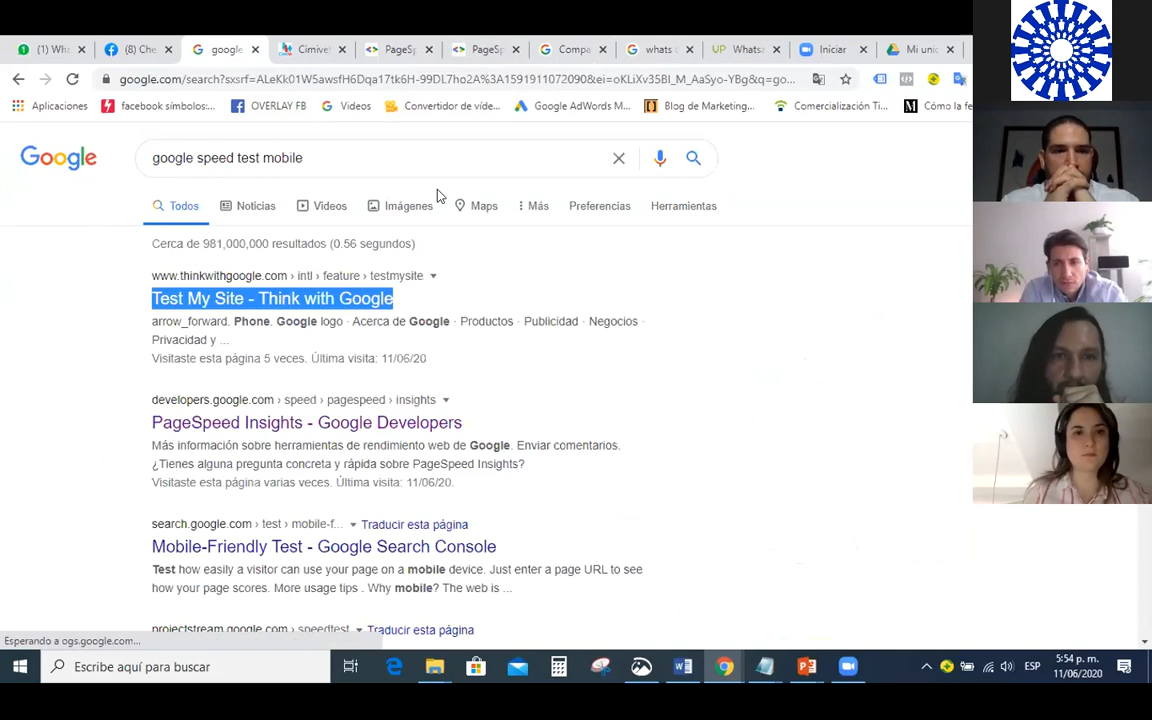 (1) Wha
(8) Che
google
Cimive
PageSp
PageSp
Compa
whats c
UP Whatsa
Iniciar
Mi unic
google.com/search?sxsrf=ALeKk01W5awsfH6Dqa17tk6H-99DL7ho2A%3A1591911072090&ei=oKLiXv35BI_M_AaSyo-YBg&q=go...
Aplicaciones
facebook símbolos:...
OVERLAY FB
Videos
Convertidor de víde...
Google AdWords M...
Blog de Marketing...
Comercialización Ti...
Cómo la fe
Google
google speed test mobile
Todos
Noticias
Videos
Imágenes
Maps
Más
Preferencias
Herramientas
Cerca de 981,000,000 resultados (0.56 segundos)
www.thinkwithgoogle.com › intl › feature › testmysite
Test My Site - Think with Google
arrow_forward. Phone. Google logo · Acerca de Google · Productos · Publicidad · Negocios ·
Privacidad y ...
Visitaste esta página 5 veces. Última visita: 11/06/20
developers.google.com › speed › pagespeed › insights
PageSpeed Insights - Google Developers
Más información sobre herramientas de rendimiento web de Google. Enviar comentarios.
¿Tienes alguna pregunta concreta y rápida sobre PageSpeed Insights?
Visitaste esta página varias veces. Última visita: 11/06/20.
search.google.com › test › mobile-f... Traducir esta página
Mobile-Friendly Test - Google Search Console
Test how easily a visitor can use your page on a mobile device. Just enter a page URL to see
how your page scores. More usage tips . Why mobile? The web is ...
projectstream.google.com › speedtest Traducir esta página
Esperando a ogs.google.com...
Escribe aquí para buscar
ESP
5:54 p. m.
11/06/2020